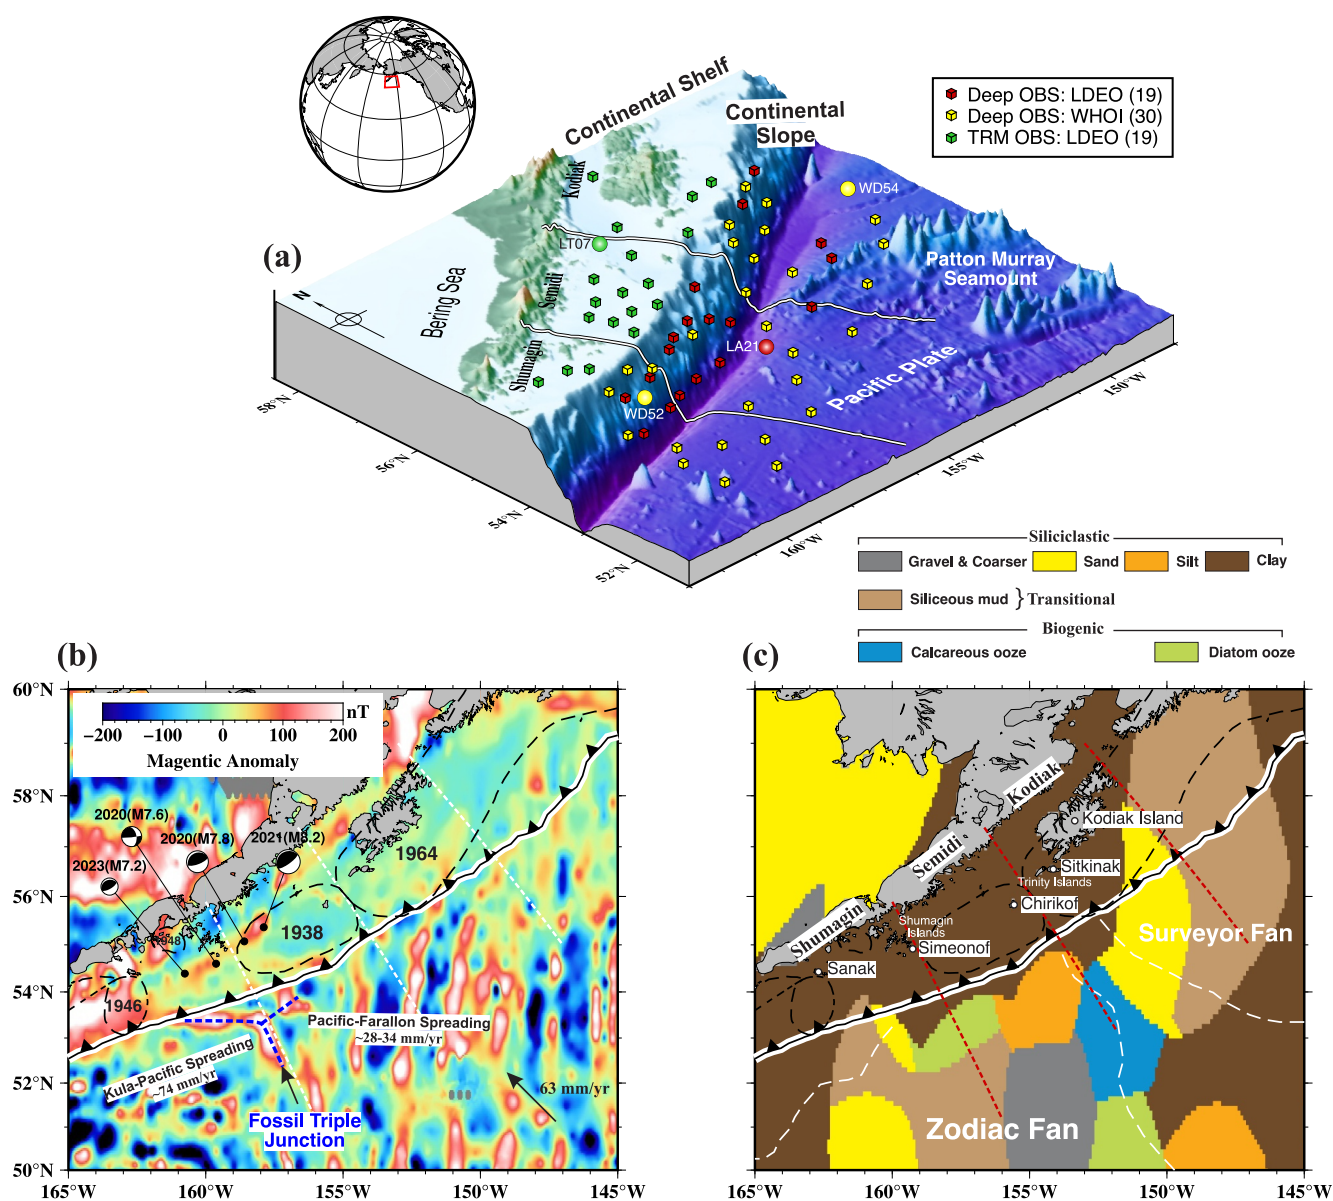 Continental Shelf
Continental
Slope
Deep OBS: LDEO (19)
Deep OBS: WHOI (30)
TRM OBS: LDEO (19)
(a)
Kodiak
WD54
LT07
Patton Murray
Seamount
N
Bering Sea
Semidi
Shumagin
LA21
Pacific Plate
WD52
58°N
56°N
54°N
52°N
150°W
155°W
160°W
Siliciclastic
Gravel & Coarser
Sand
Silt
Clay
Siliceous mud
} Transitional
Biogenic
Calcareous ooze
Diatom ooze
(b)
60°N
58°N
56°N
54°N
52°N
50°N
165°W
160°W
155°W
150°W
145°W
nT
−200
−100
0
100
200
Magentic Anomaly
2020(M7.6)
2020(M7.8)
2021(M8.2)
2023(M7.2)
1964
1938
1948
1946
Pacific-Farallon Spreading
~28-34 mm/yr
Kula-Pacific Spreading
~74 mm/yr
63 mm/yr
Fossil Triple
Junction
(c)
Kodiak
Kodiak Island
Semidi
Sitkinak
Trinity Islands
Chirikof
Shumagin
Shumagin
Islands
Simeonof
Sanak
Surveyor Fan
Zodiac Fan
165°W
160°W
155°W
150°W
145°W